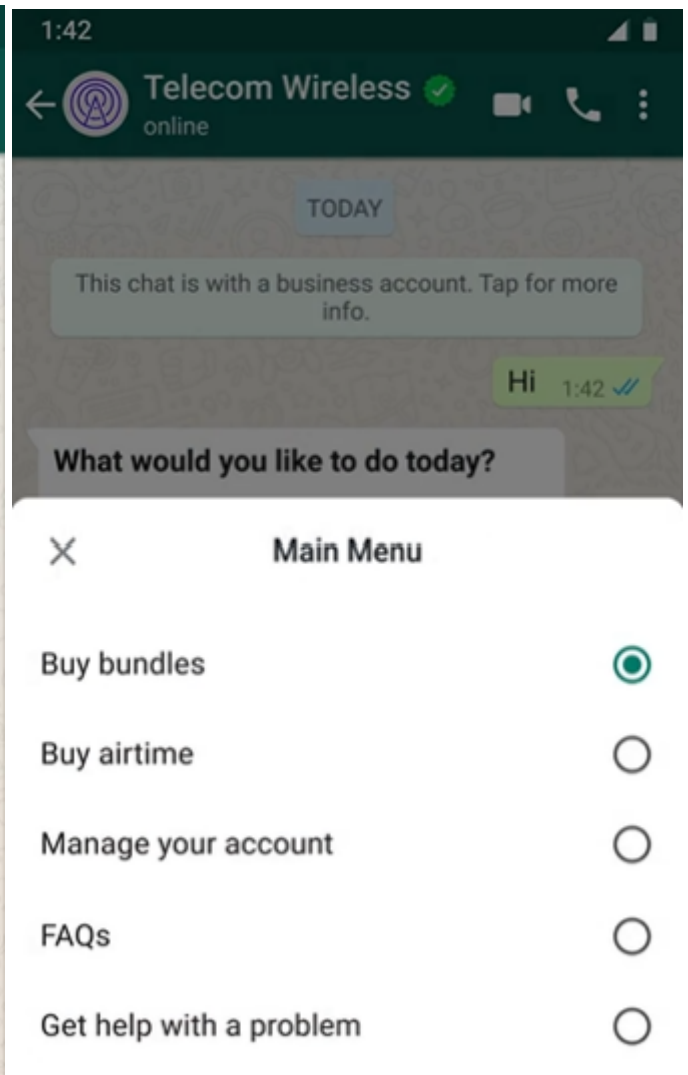 1:42
Telecom Wireless
online
TODAY
This chat is with a business account. Tap for more
info.
Hi 1:42
What would you like to do today?
Main Menu
Buy bundles
Buy airtime
Manage your account
FAQs
Get help with a problem